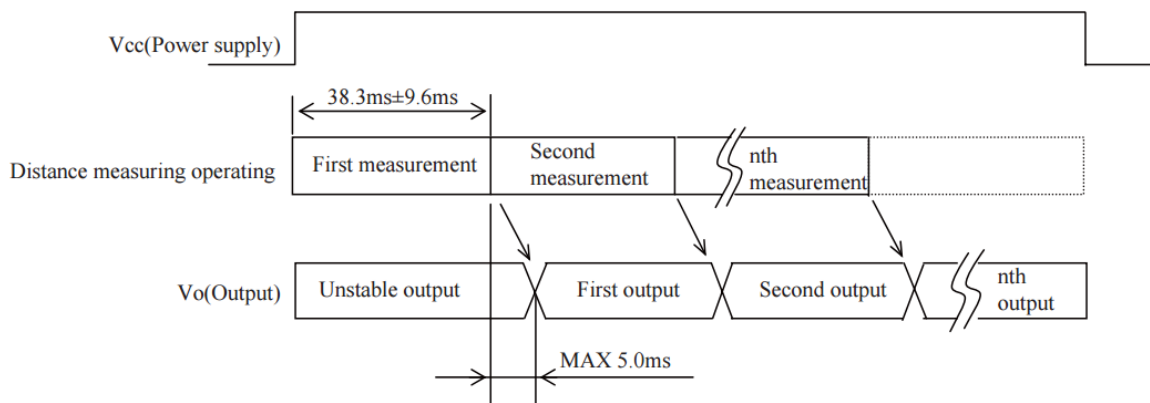 Vcc(Power supply)
38.3ms±9.6ms
Distance measuring operating
First measurement
Second
measurement
nth
measurement
Vo(Output)
Unstable output
First output
Second output
nth
output
MAX 5.0ms